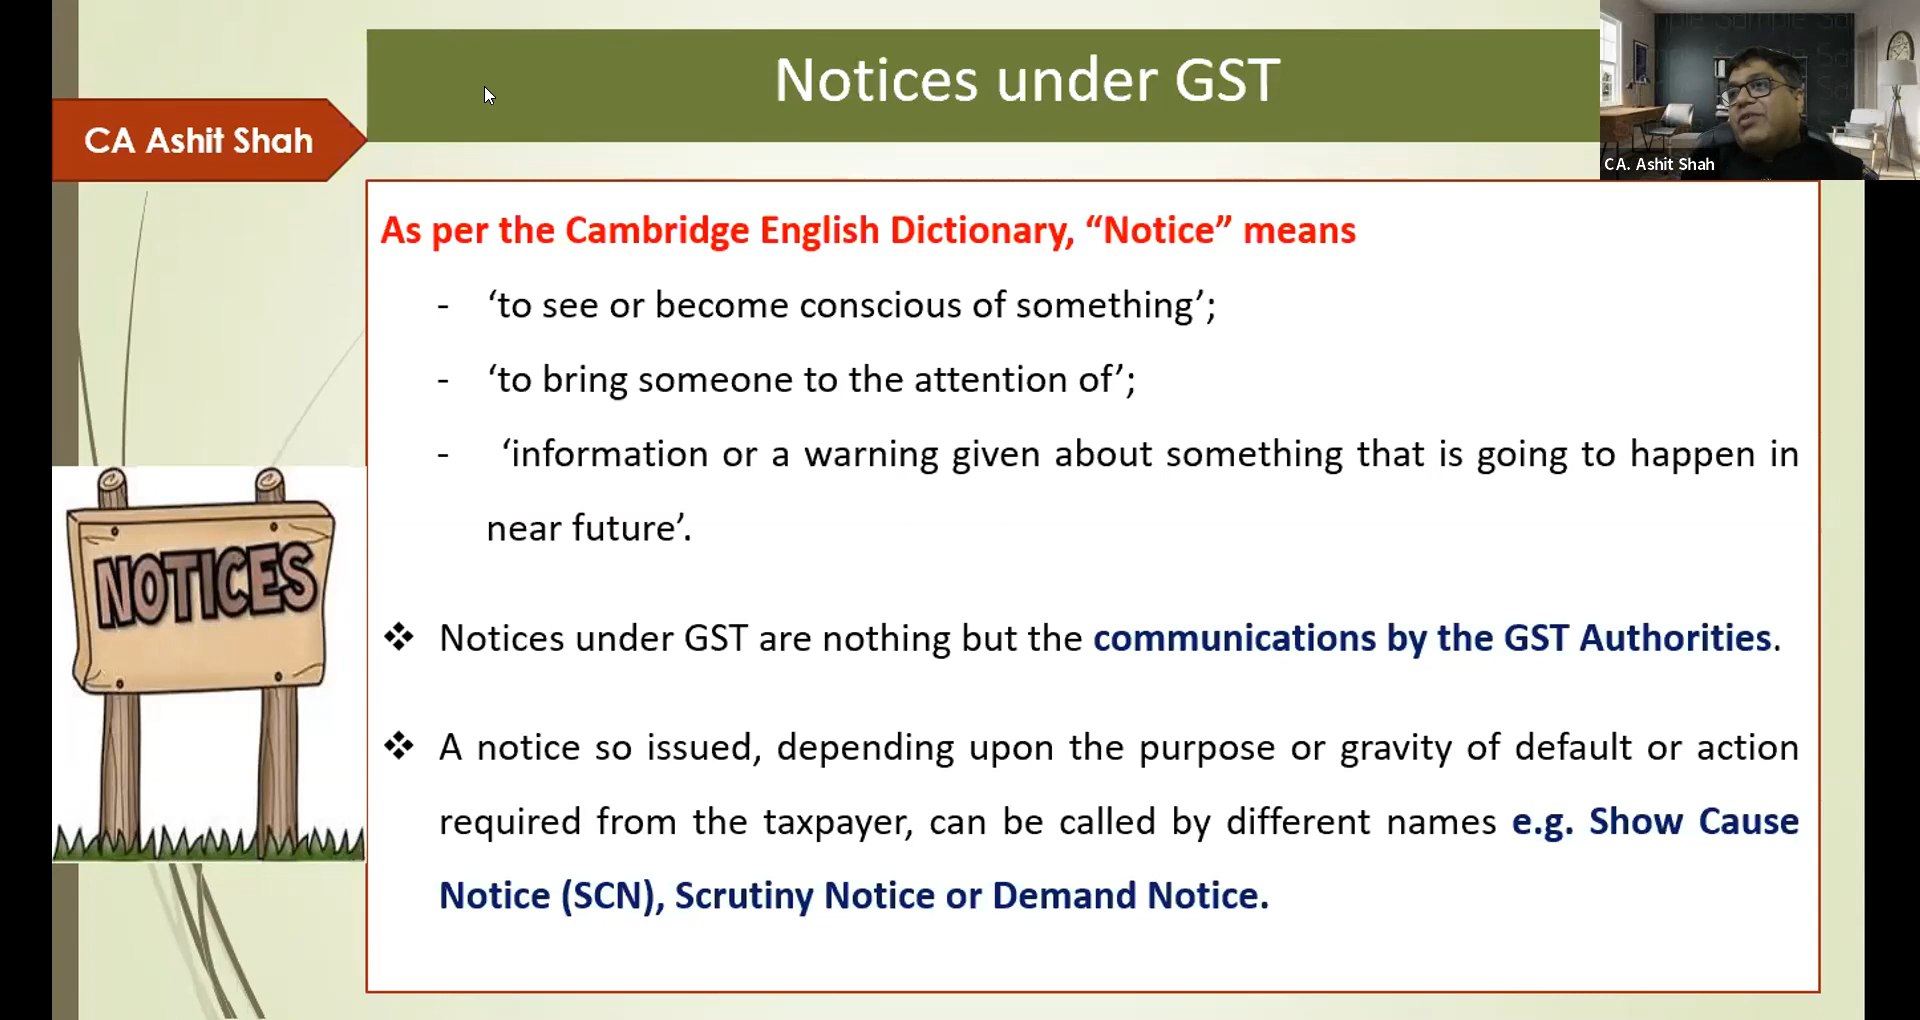 Notices under GST
CA Ashit Shah
CA. Ashit Shah
As per the Cambridge English Dictionary, “Notice” means
- ‘to see or become conscious of something’;
- ‘to bring someone to the attention of’;
- ‘information or a warning given about something that is going to happen in
near future’.
NOTICES
❖ Notices under GST are nothing but the communications by the GST Authorities.
❖ A notice so issued, depending upon the purpose or gravity of default or action
required from the taxpayer, can be called by different names e.g. Show Cause
Notice (SCN), Scrutiny Notice or Demand Notice.